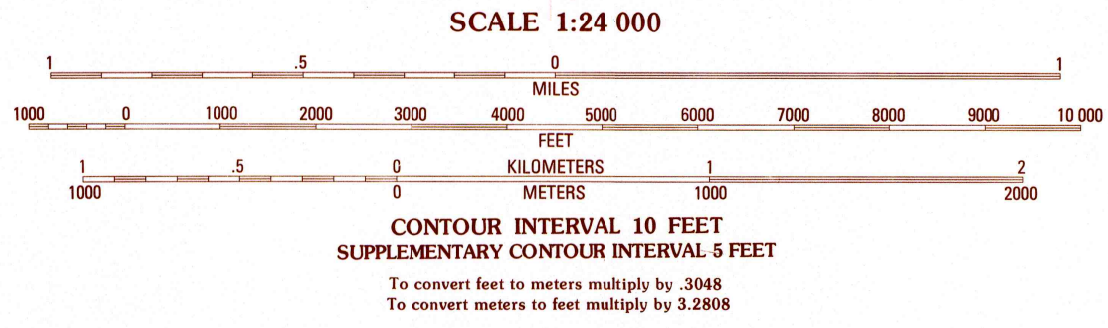 SCALE 1:24 000
1 .5 0 1
MILES
1000 0 1000 2000 3000 4000 5000 6000 7000 8000 9000 10 000
FEET
1 .5 0 KILOMETERS 1 2
1000 0 METERS 1000 2000
CONTOUR INTERVAL 10 FEET
SUPPLEMENTARY CONTOUR INTERVAL 5 FEET
To convert feet to meters multiply by .3048
To convert meters to feet multiply by 3.2808